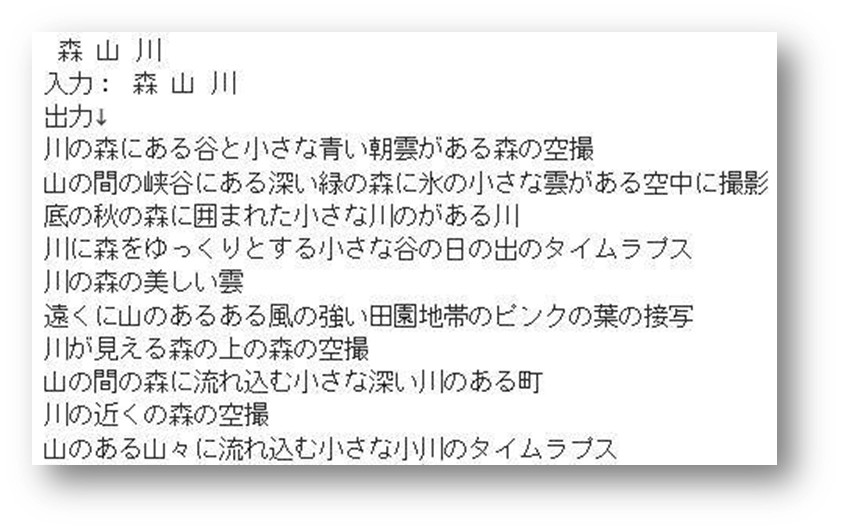 森 山 川
入力： 森 山 川
出力↓
川の森にある谷と小さな青い朝雲がある森の空撮
山の間の峡谷にある深い緑の森に氷の小さな雲がある空中に撮影
底の秋の森に囲まれた小さな川のがある川
川に森をゆっくりとする小さな谷の日の出のタイムラプス
川の森の美しい雲
遠くに山のあるある風の強い田園地帯のピンクの葉の接写
川が見える森の上の森の空撮
山の間の森に流れ込む小さな深い川のある町
川の近くの森の空撮
山のある山々に流れ込む小さな小川のタイムラプス